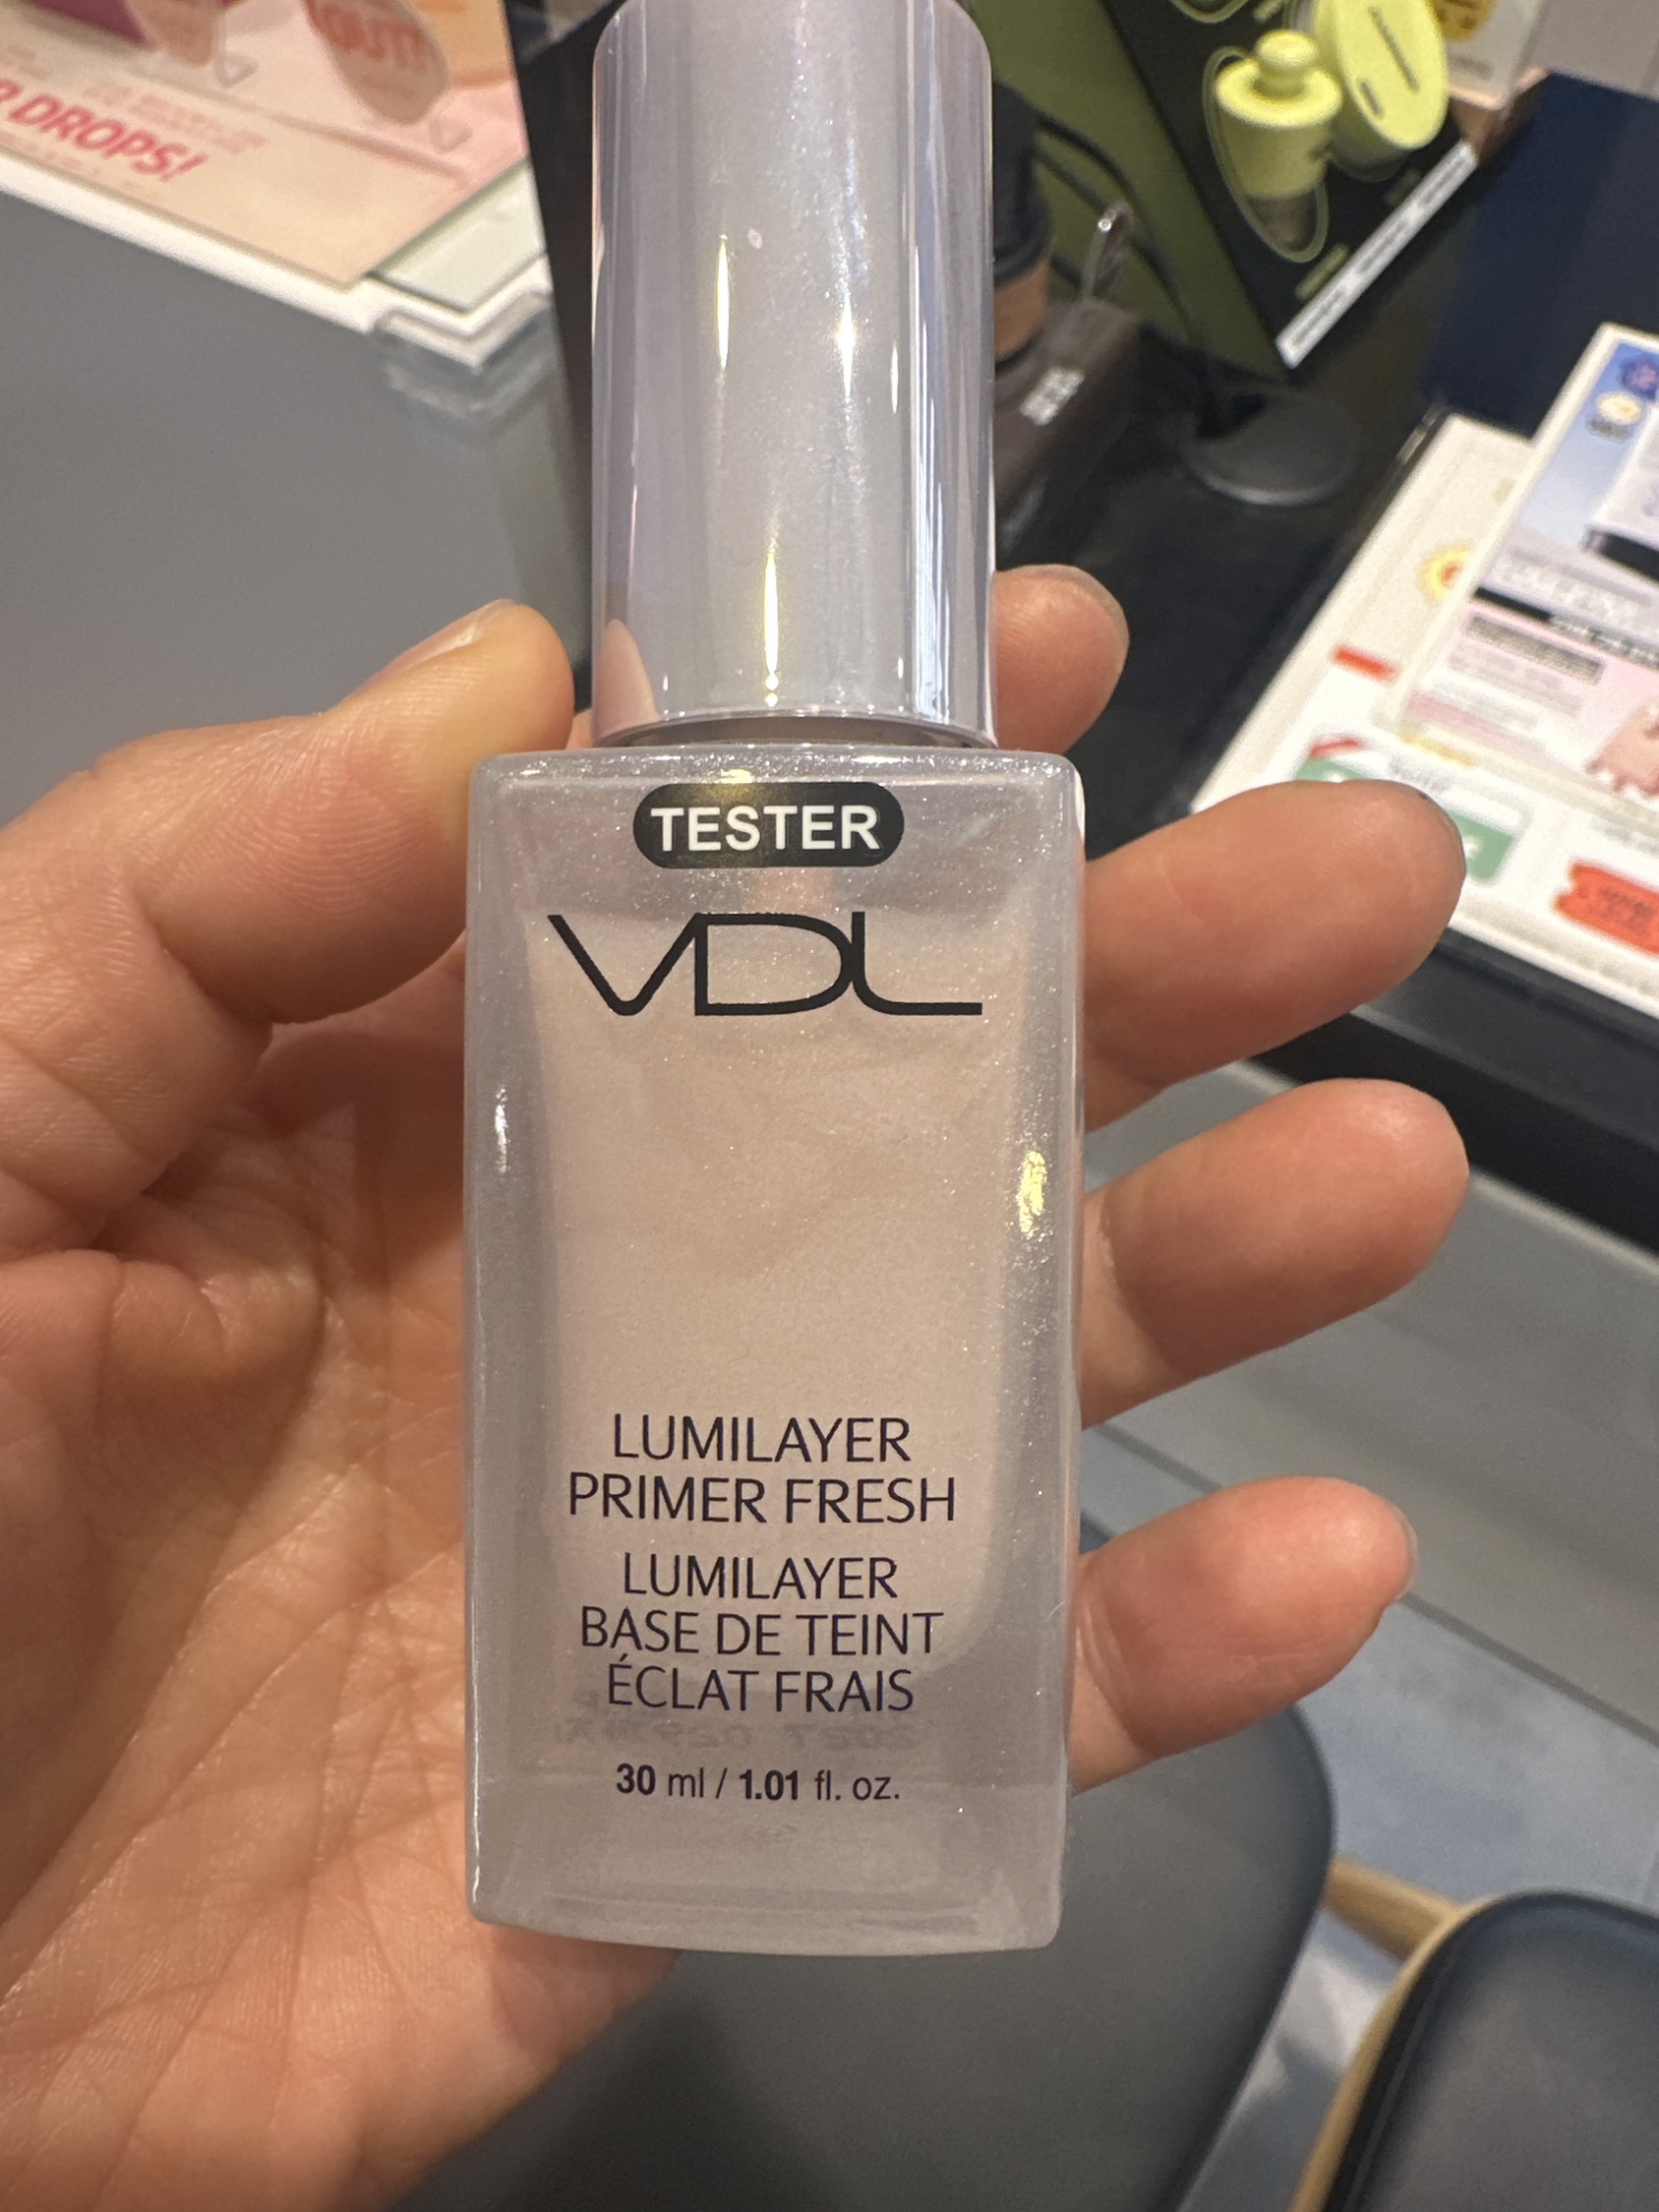 DROPS!
TESTER
VDL
LUMILAYER
PRIMER FRESH
LUMILAYER
BASE DE TEINT
ÉCLAT FRAIS
30 ml / 1.01 fl. oz.